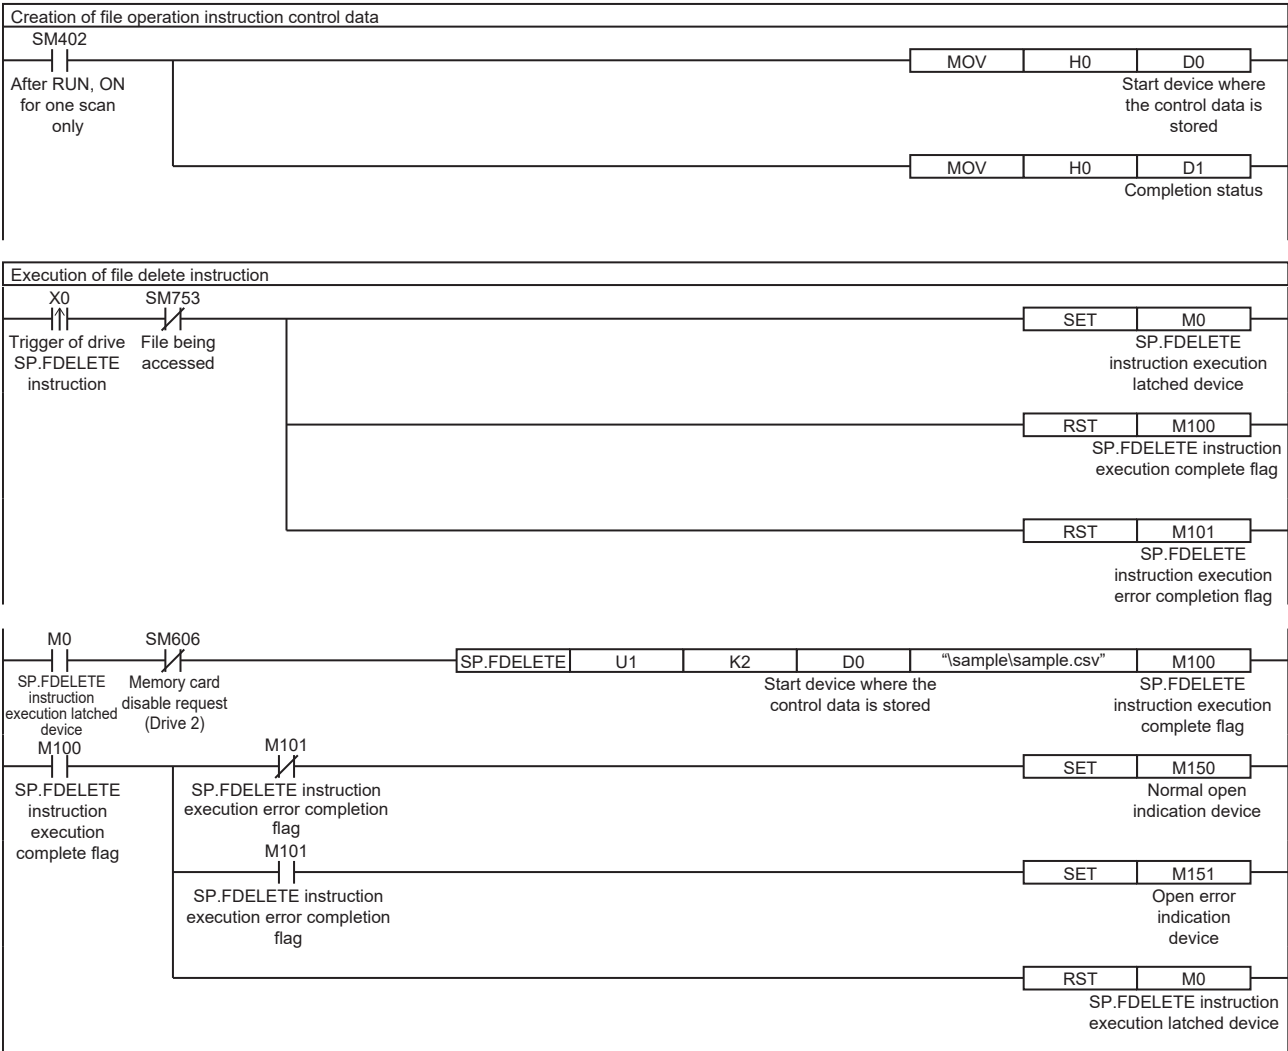 Creation of file operation instruction control data
SM402
MOV H0 D0
After RUN, ON
for one scan
only
Start device where
the control data is
stored
MOV H0 D1
Completion status
Execution of file delete instruction
X0 SM753
SET M0
Trigger of drive
SP.FDELETE
instruction
File being
accessed
SP.FDELETE
instruction execution
latched device
RST M100
SP.FDELETE instruction
execution complete flag
RST M101
SP.FDELETE
instruction execution
error completion flag
M0 SM606
SP.FDELETE U1 K2 D0 “\sample\sample.csv” M100
SP.FDELETE
instruction
execution latched
device
Memory card
disable request
(Drive 2)
Start device where the
control data is stored
SP.FDELETE
instruction execution
complete flag
M100 M101
SET M150
SP.FDELETE
instruction
execution
complete flag
SP.FDELETE instruction
execution error completion
flag
Normal open
indication device
M101
SET M151
SP.FDELETE instruction
execution error completion
flag
Open error
indication
device
RST M0
SP.FDELETE instruction
execution latched device